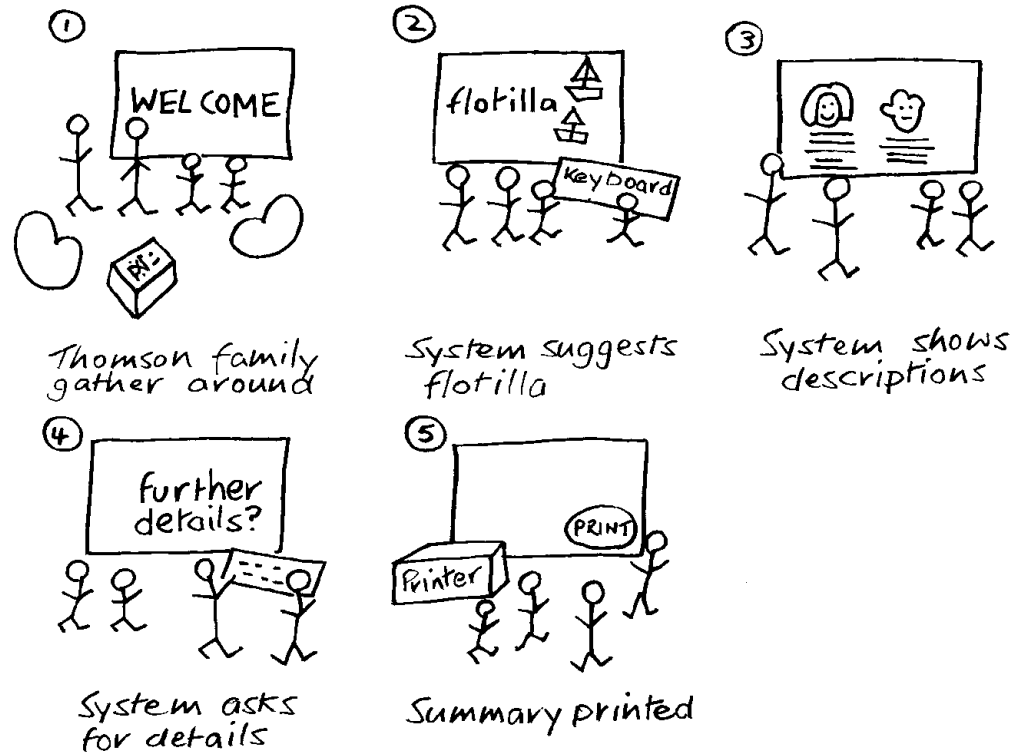 1
WELCOME
Thomson family
gather around
2
flotilla
Keyboard
System suggests
flotilla
3
System shows
descriptions
4
further
details?
System asks
for details
5
PRINT
Printer
Summary printed